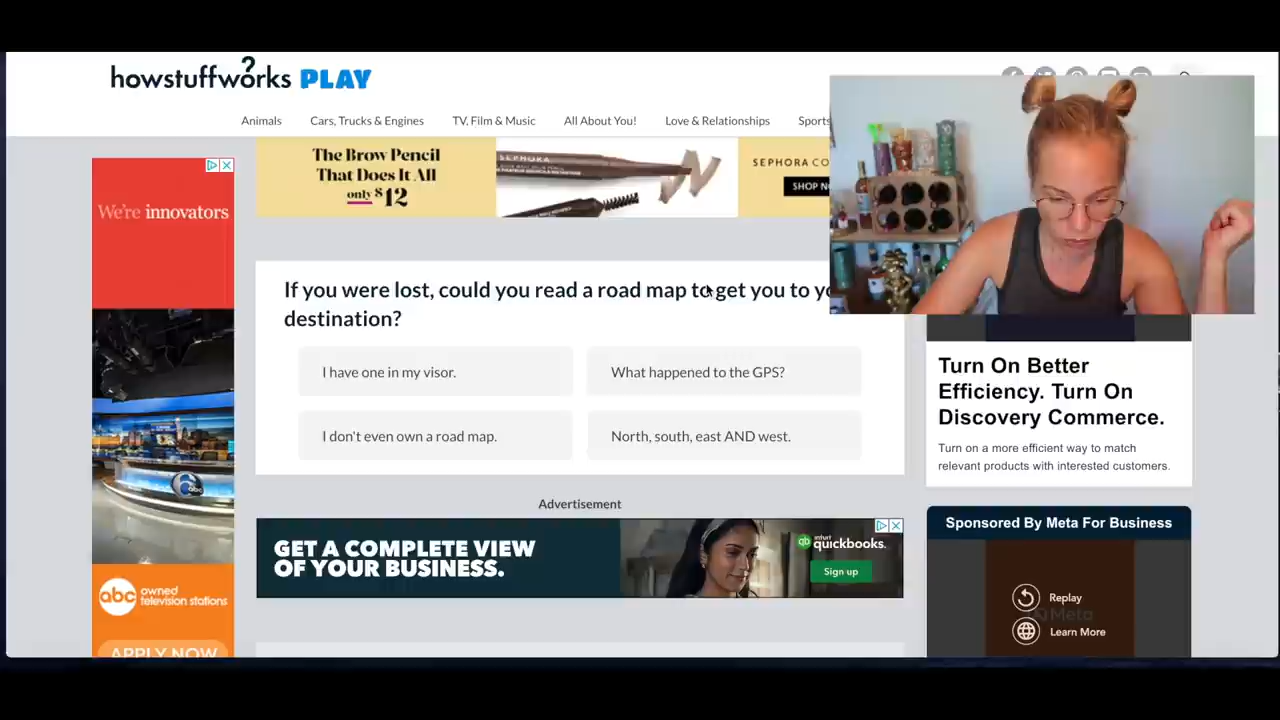 howstuffworks PLAY
Animals
Cars, Trucks & Engines
TV, Film & Music
All About You!
Love & Relationships
Sports
We're innovators
The Brow Pencil
That Does It All
only $12
SEPHORA
SEPHORA CO
SHOP N
If you were lost, could you read a road map to get you to yo
destination?
I have one in my visor.
What happened to the GPS?
I don't even own a road map.
North, south, east AND west.
Advertisement
GET A COMPLETE VIEW
OF YOUR BUSINESS.
intuit
quickbooks.
Sign up
abc
abc owned
television stations
APPLY NOW
Turn On Better
Efficiency. Turn On
Discovery Commerce.
Turn on a more efficient way to match
relevant products with interested customers.
Sponsored By Meta For Business
Replay
Meta
Learn More